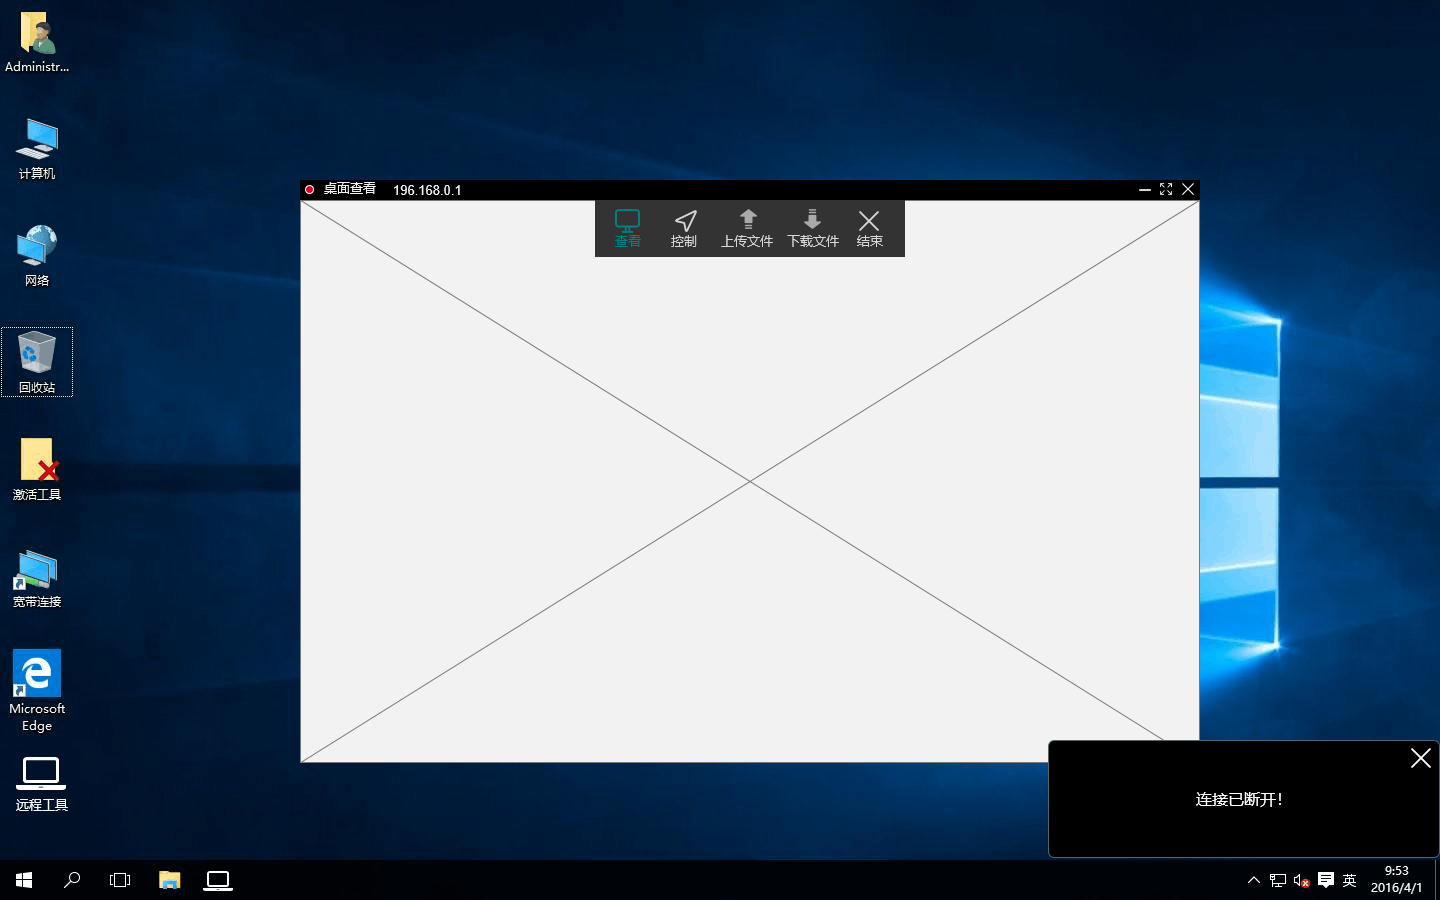 Administr...
计算机
网络
回收站
激活工具
宽带连接
Microsoft
Edge
远程工具
桌面查看 196.168.0.1
查看 控制 上传文件 下载文件 结束
连接已断开！
英
9:53
2016/4/1